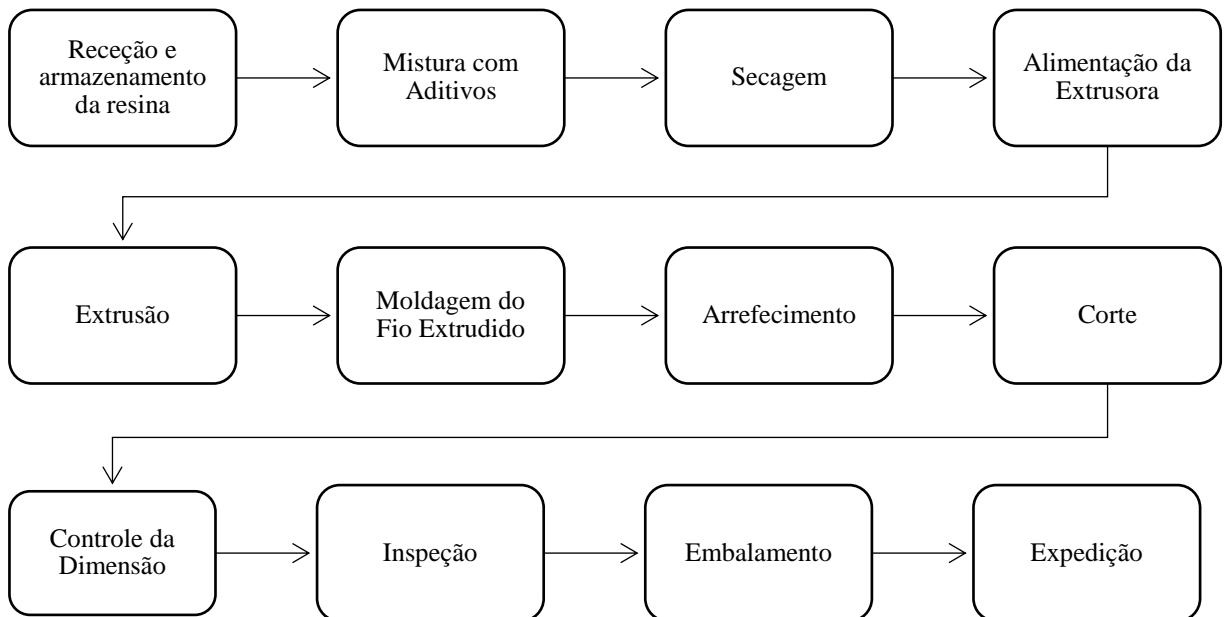 Receção e
armazenamento
da resina
Mistura com
Aditivos
Secagem
Alimentação da
Extrusora
Extrusão
Moldagem do
Fio Extrudido
Arrefecimento
Corte
Controle da
Dimensão
Inspeção
Embalamento
Expedição